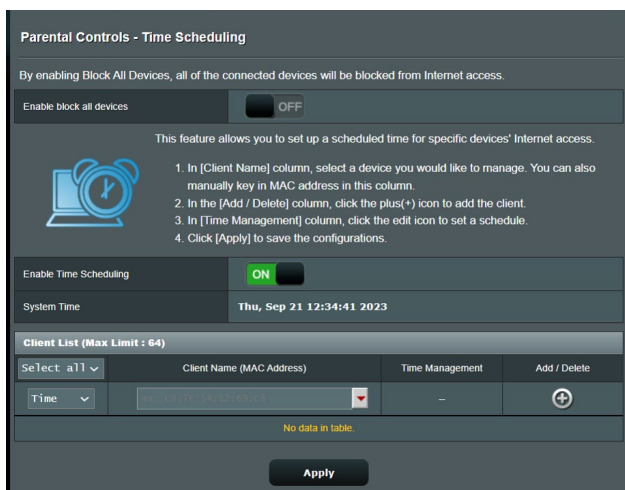 Parental Controls - Time Scheduling
By enabling Block All Devices, all of the connected devices will be blocked from Internet access.
Enable block all devices
OFF
This feature allows you to set up a scheduled time for specific devices' Internet access.
1. In [Client Name] column, select a device you would like to manage. You can also
manually key in MAC address in this
column.
2. In the [Add / Delete] column, click the plus(+) icon to add the client.
3. In [Time Management] column, click the edit icon to set a schedule.
4. Click [Apply] to save the configurations.
Enable Time Scheduling
ON
System Time
Thu, Sep 21 12:34:41 2023
Client List (Max Limit : 64)
Select all
Client Name (MAC Address)
Time Management
Add / Delete
Time
–
No data in table.
Apply